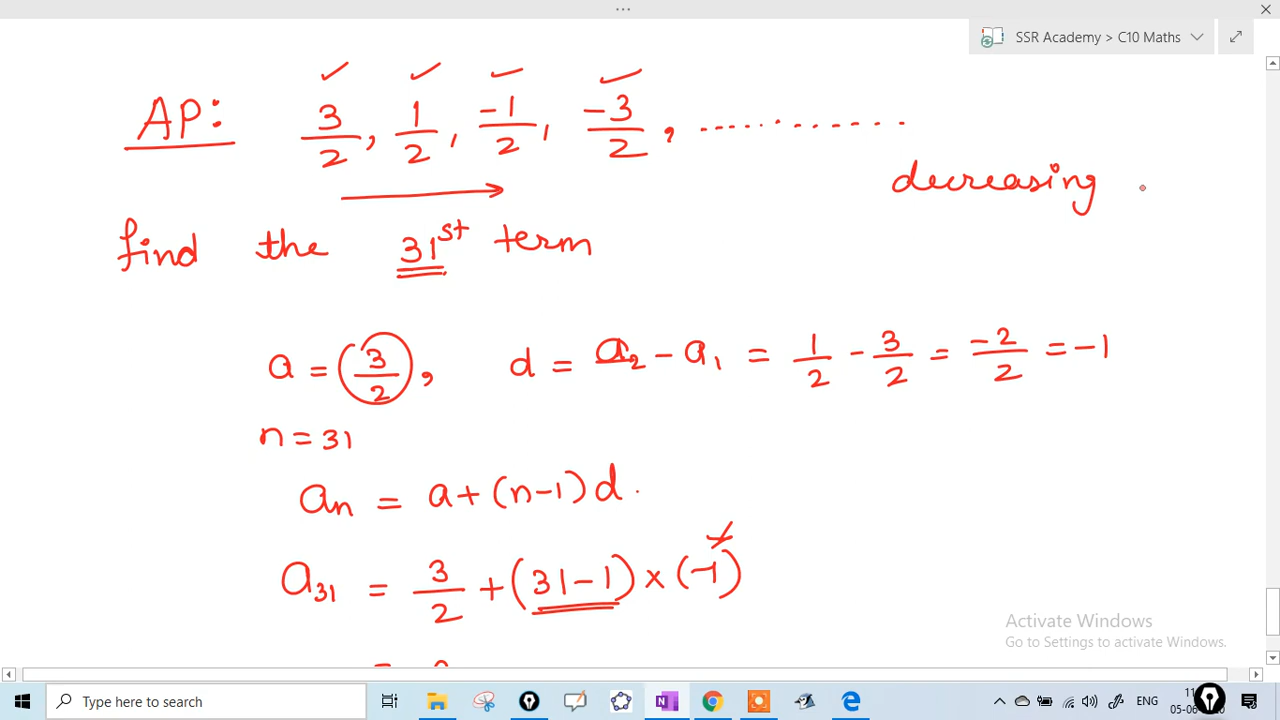 SSR Academy > C10 Maths
AP: 3/2, 1/2, -1/2, -3/2, .............
decreasing
find the 31st term
a = 3/2, d = a2 - a1 = 1/2 - 3/2 = -2/2 = -1
n = 31
an = a + (n-1)d.
a31 = 3/2 + (31-1) × (-1)
Activate Windows
Go to Settings to activate Windows.
Type here to search
ENG